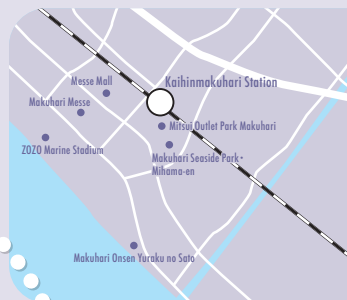 Messe Mall
Kaihinmakuhari Station
Makuhari Messe
Mitsui Outlet Park Makuhari
ZOZO Marine Stadium
Makuhari Seaside Park・
Mihama-en
Makuhari Onsen Yuraku no Sato